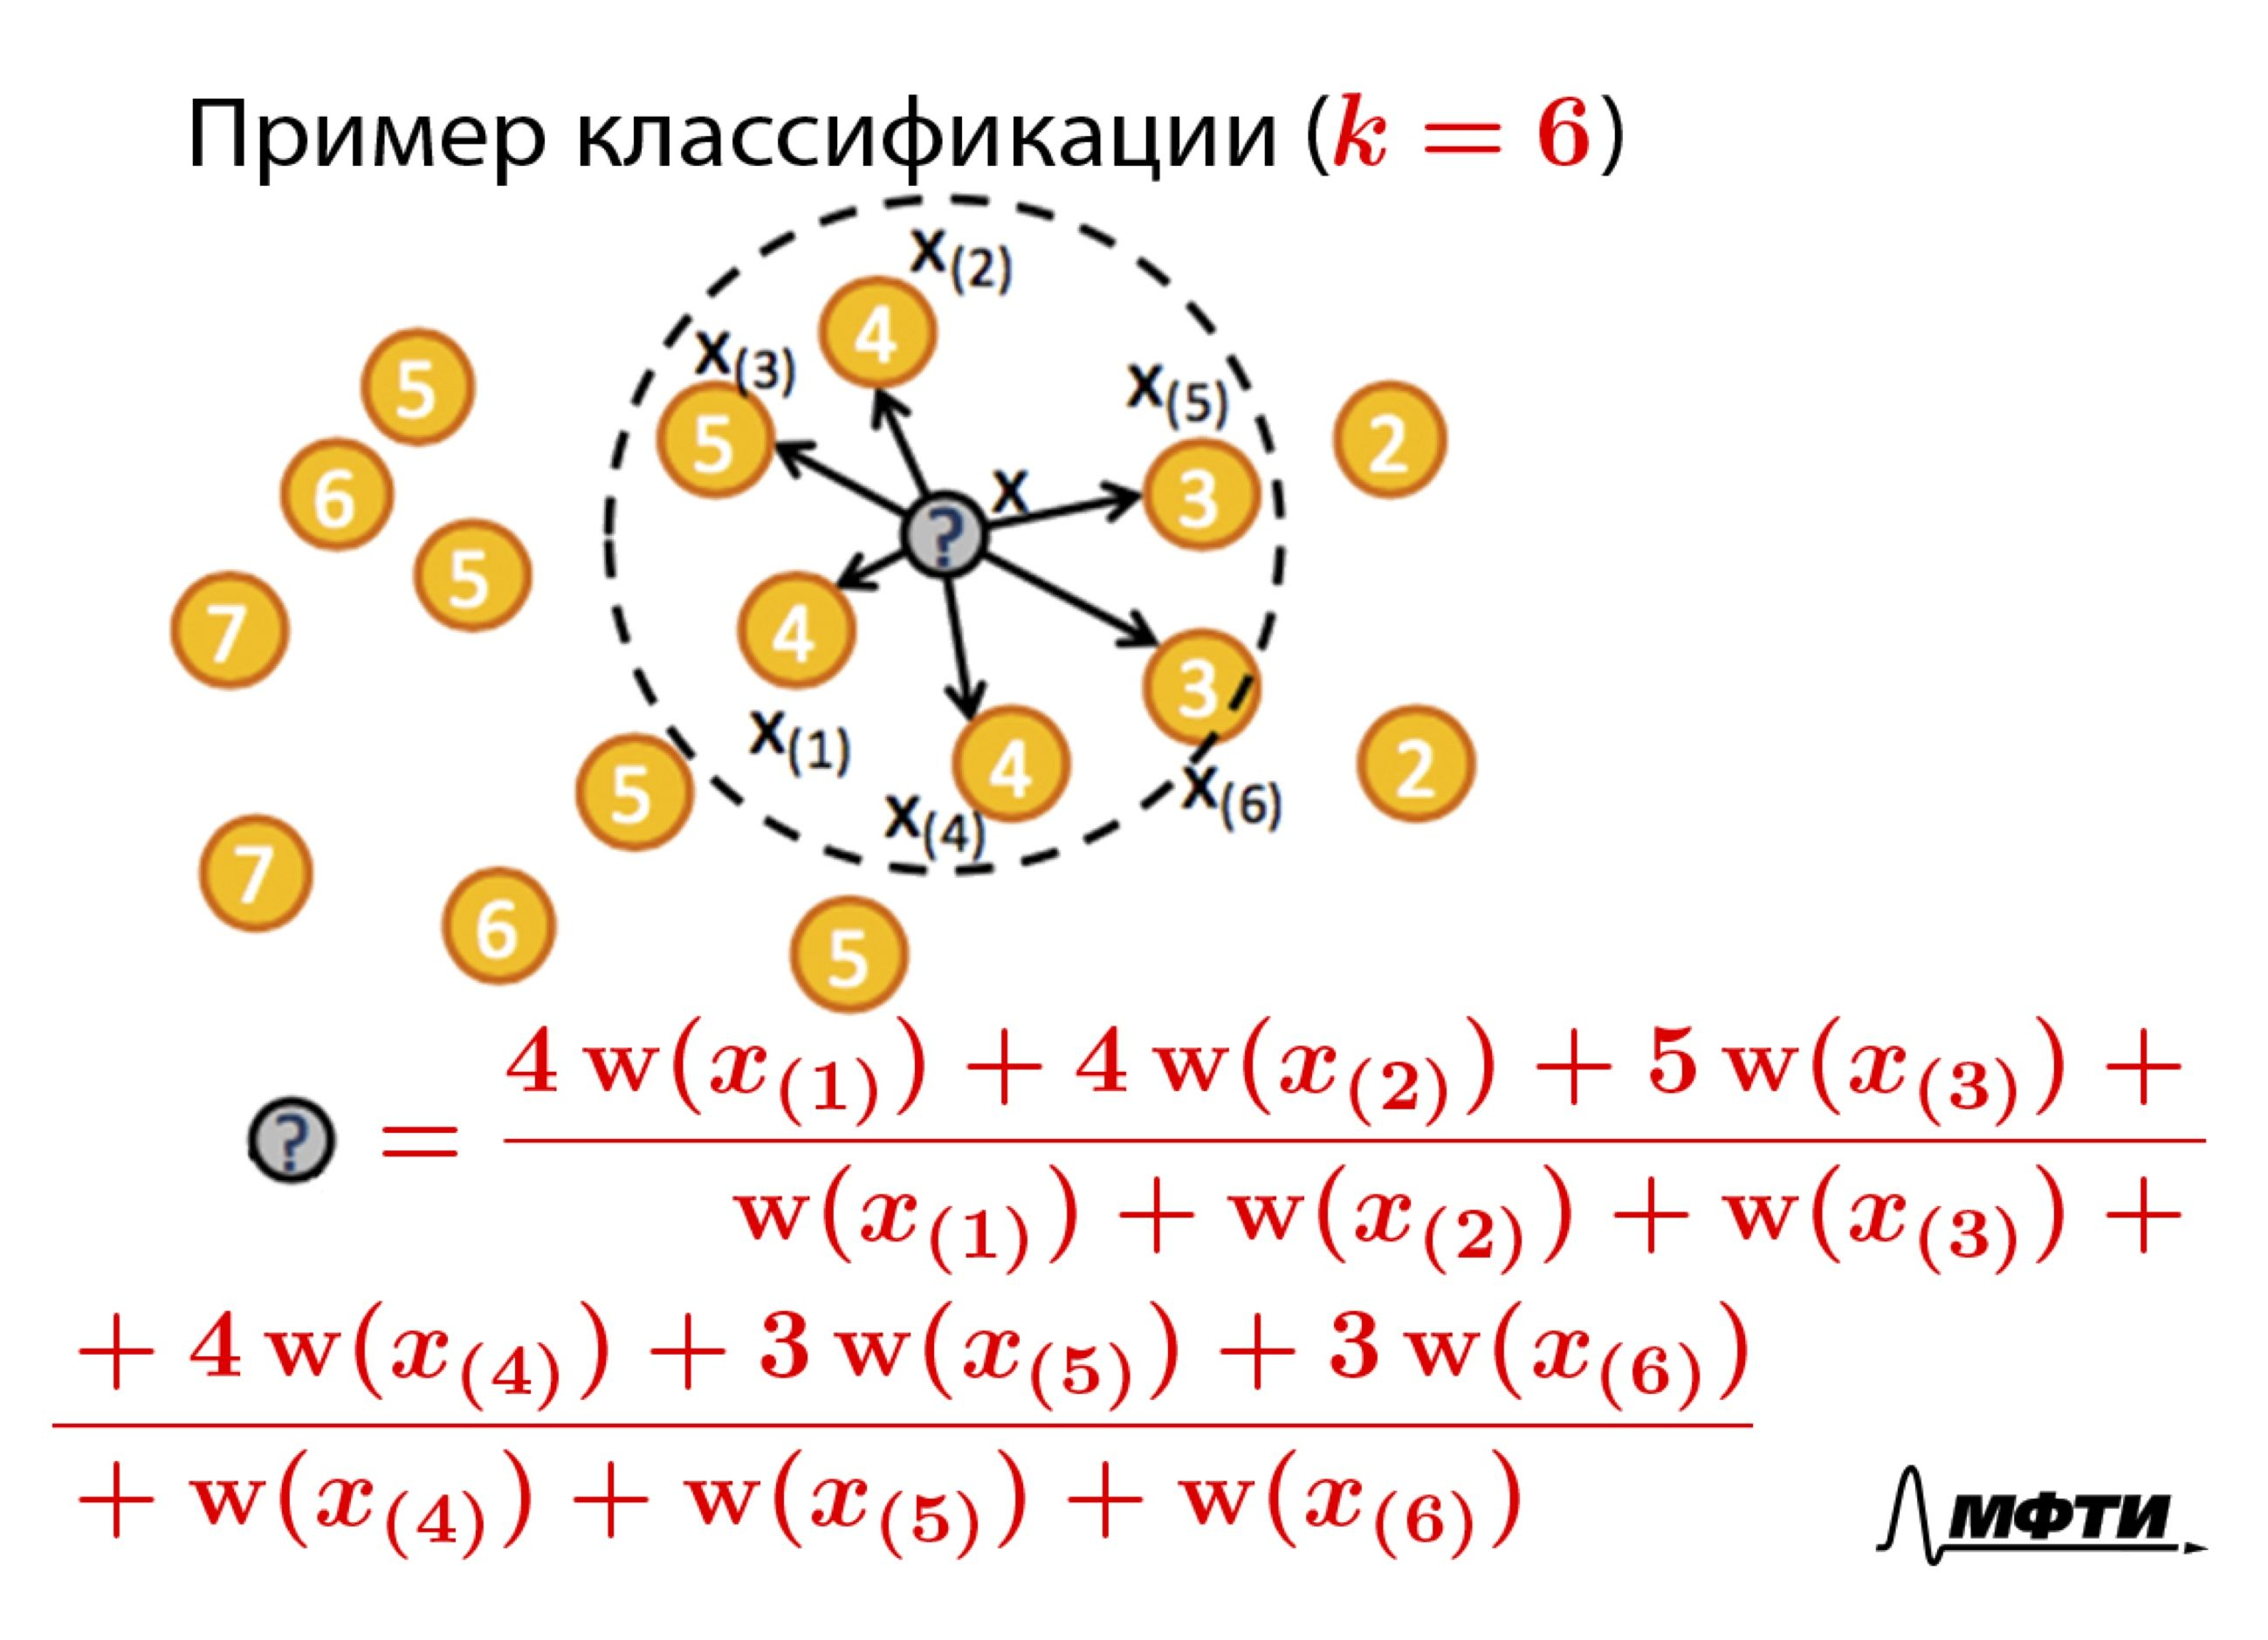 Пример классификации (k = 6)
x(2)
4
x(3)
5
5
x(5)
2
6
3
x
?
5
7
4
3
x(1)
4
2
5
x(6)
x(4)
7
6
5
4 w(x(1)) + 4 w(x(2)) + 5 w(x(3)) +
? =
w(x(1)) + w(x(2)) + w(x(3)) +
+ 4 w(x(4)) + 3 w(x(5)) + 3 w(x(6))
+ w(x(4)) + w(x(5)) + w(x(6))
МФТИ